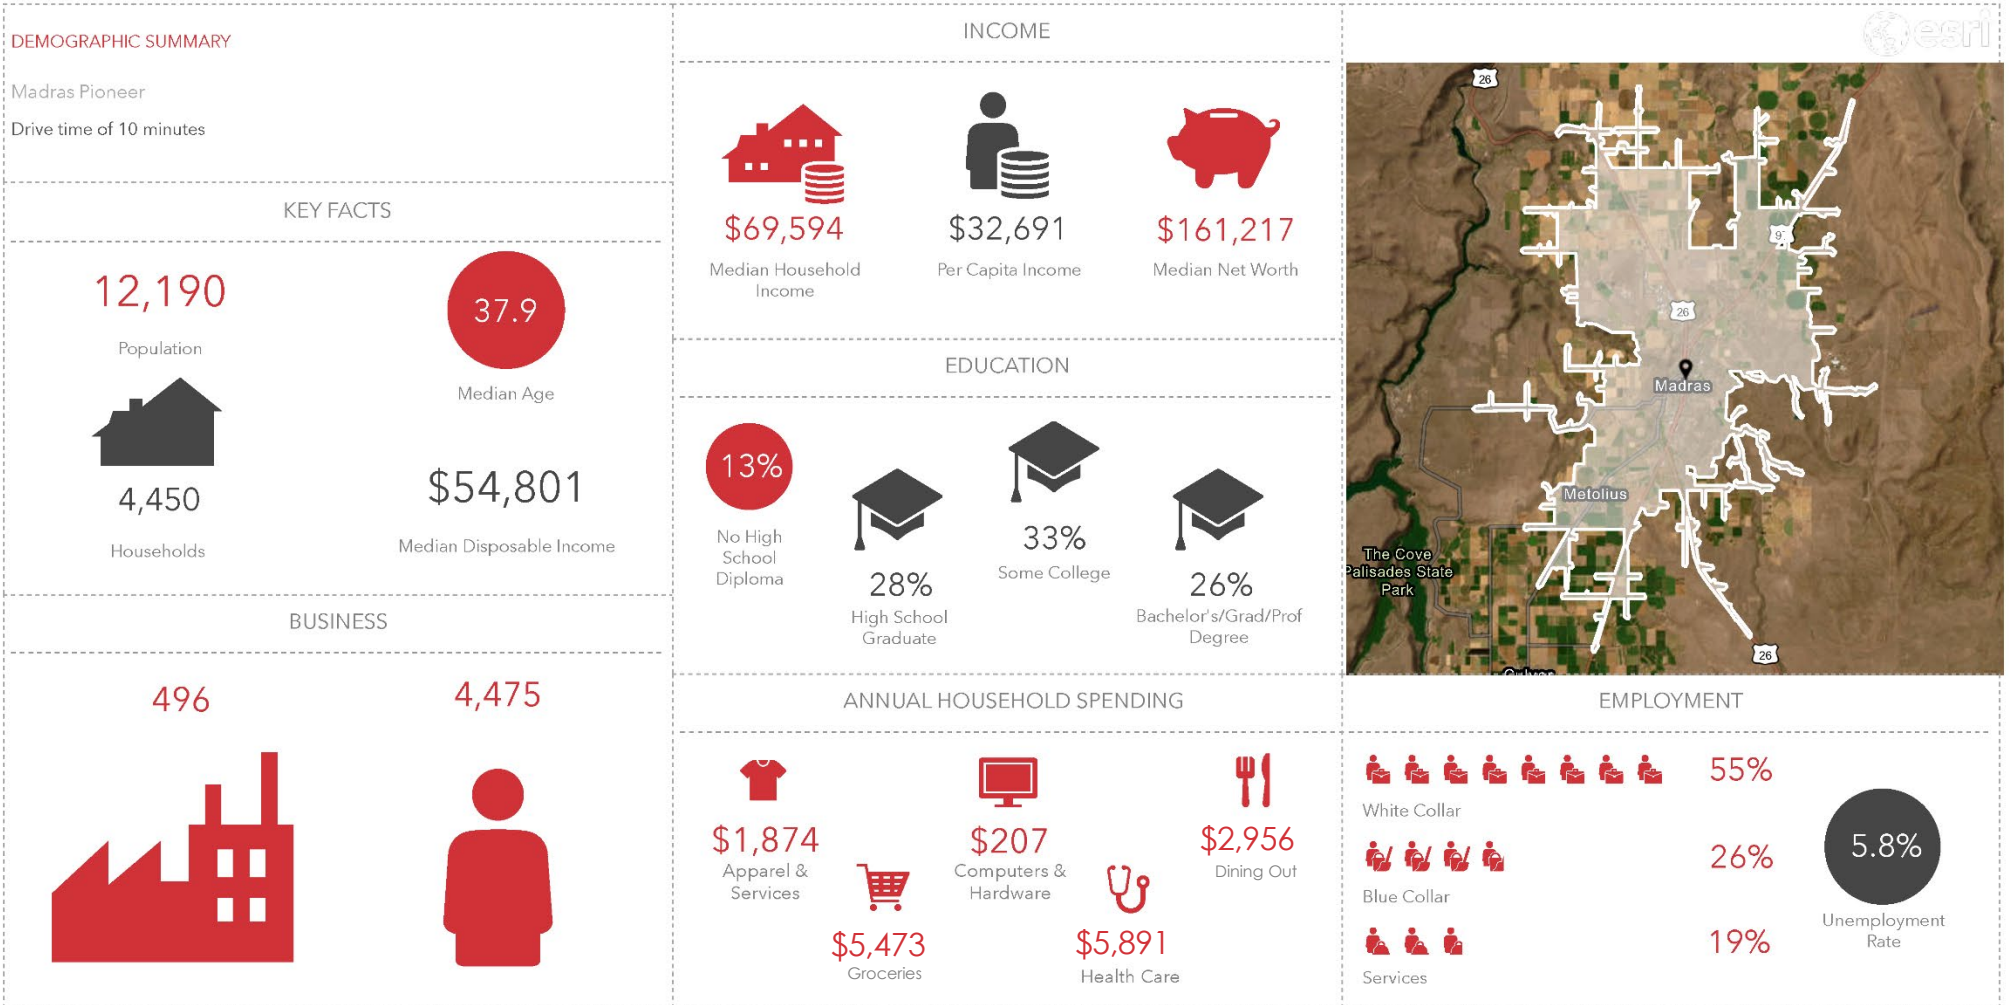 DEMOGRAPHIC SUMMARY
Madras Pioneer
Drive time of 10 minutes
KEY FACTS
12,190
Population
37.9
Median Age
4,450
Households
$54,801
Median Disposable Income
BUSINESS
496
4,475
INCOME
$69,594
Median Household
Income
$32,691
Per Capita Income
$161,217
Median Net Worth
EDUCATION
13%
No High
School
Diploma
28%
High School
Graduate
33%
Some College
26%
Bachelor's/Grad/Prof
Degree
ANNUAL HOUSEHOLD SPENDING
$1,874
Apparel &
Services
$5,473
Groceries
$207
Computers &
Hardware
$5,891
Health Care
$2,956
Dining Out
esri
26
97
26
Madras
Metolius
The Cove
Palisades State
Park
26
Culver
EMPLOYMENT
55%
White Collar
26%
Blue Collar
19%
Services
5.8%
Unemployment
Rate